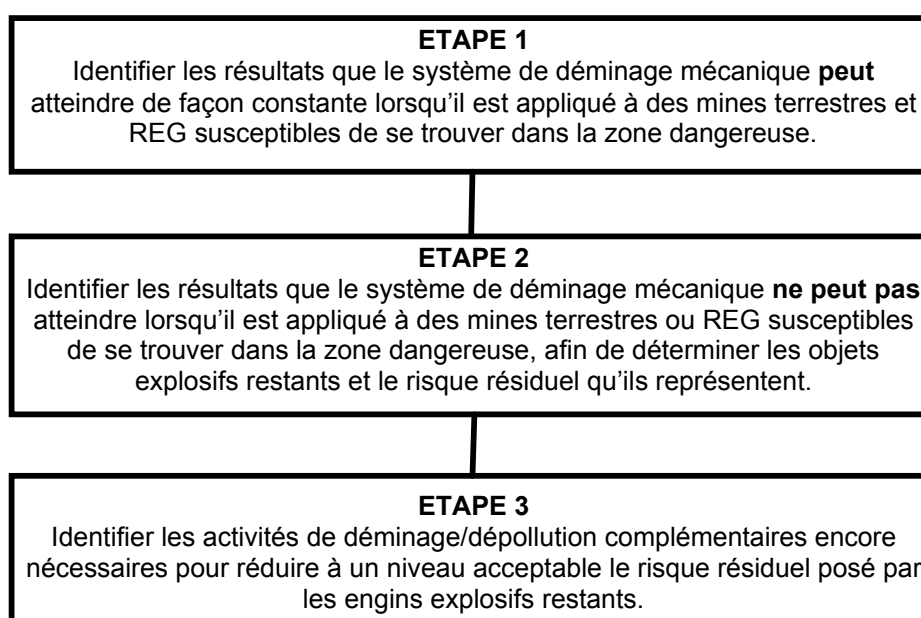 ETAPE 1
Identifier les résultats que le système de déminage mécanique peut
atteindre de façon constante lorsqu’il est appliqué à des mines terrestres et
REG susceptibles de se trouver dans la zone dangereuse.
ETAPE 2
Identifier les résultats que le système de déminage mécanique ne peut pas
atteindre lorsqu’il est appliqué à des mines terrestres ou REG susceptibles
de se trouver dans la zone dangereuse, afin de déterminer les objets
explosifs restants et le risque résiduel qu’ils représentent.
ETAPE 3
Identifier les activités de déminage/dépollution complémentaires encore
nécessaires pour réduire à un niveau acceptable le risque résiduel posé par
les engins explosifs restants.